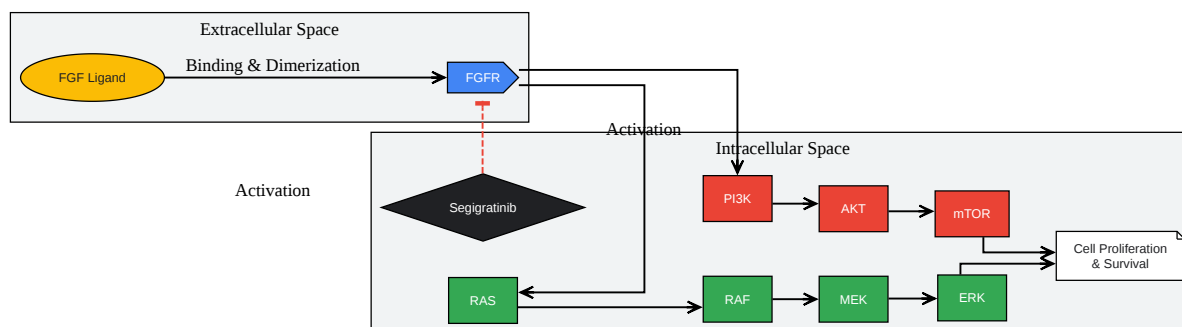 Extracellular Space
FGF Ligand
Binding & Dimerization
FGFR
Activation
Intracellular Space
Activation
Segigratinib
PI3K
AKT
mTOR
Cell Proliferation
& Survival
RAS
RAF
MEK
ERK